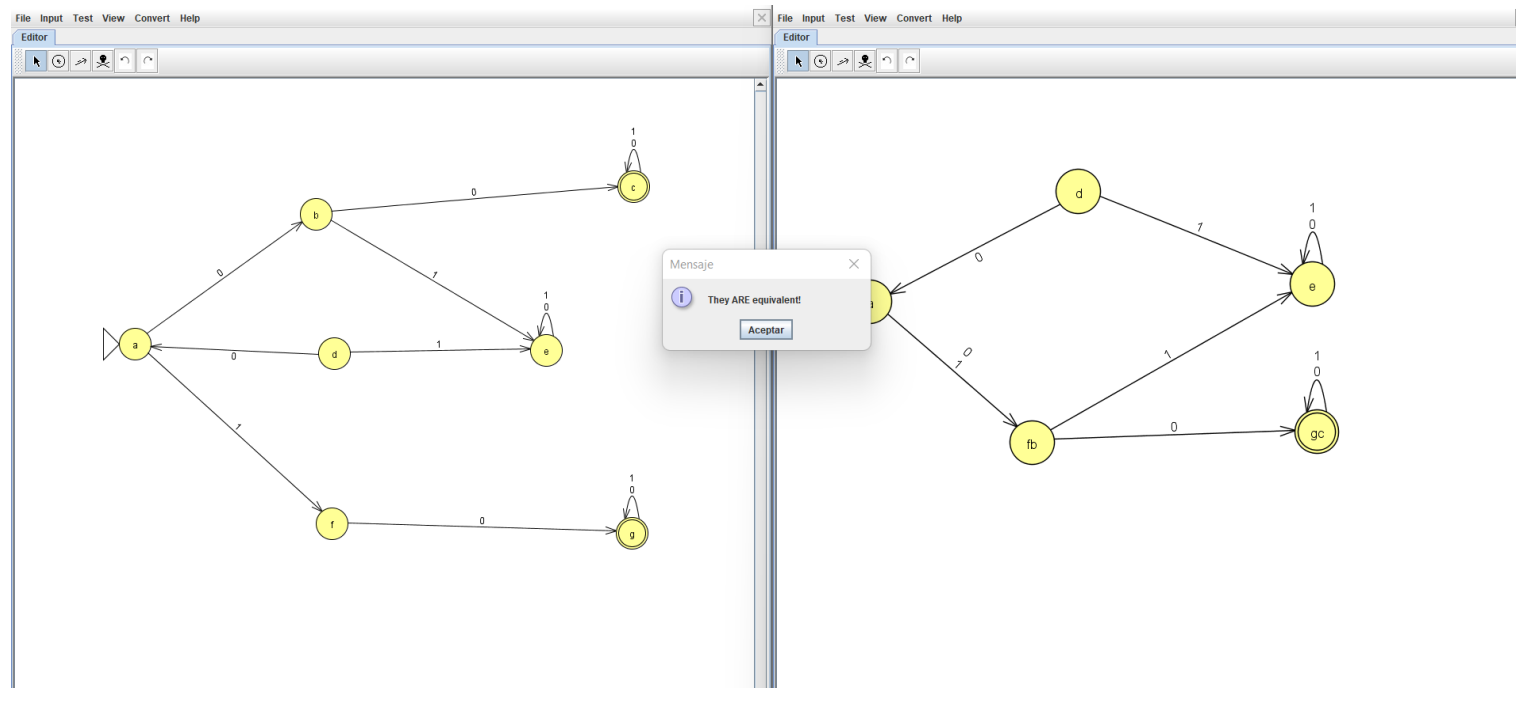 File Input Test View Convert Help
Editor
1
0
c
0
b
0
1
1
0
a
d
e
0
1
1
1
0
0
f
g
Mensaje
They ARE equivalent!
Aceptar
File Input Test View Convert Help
Editor
d
1
0
1
0
e
a
0
1
1
1
0
fb
0
gc